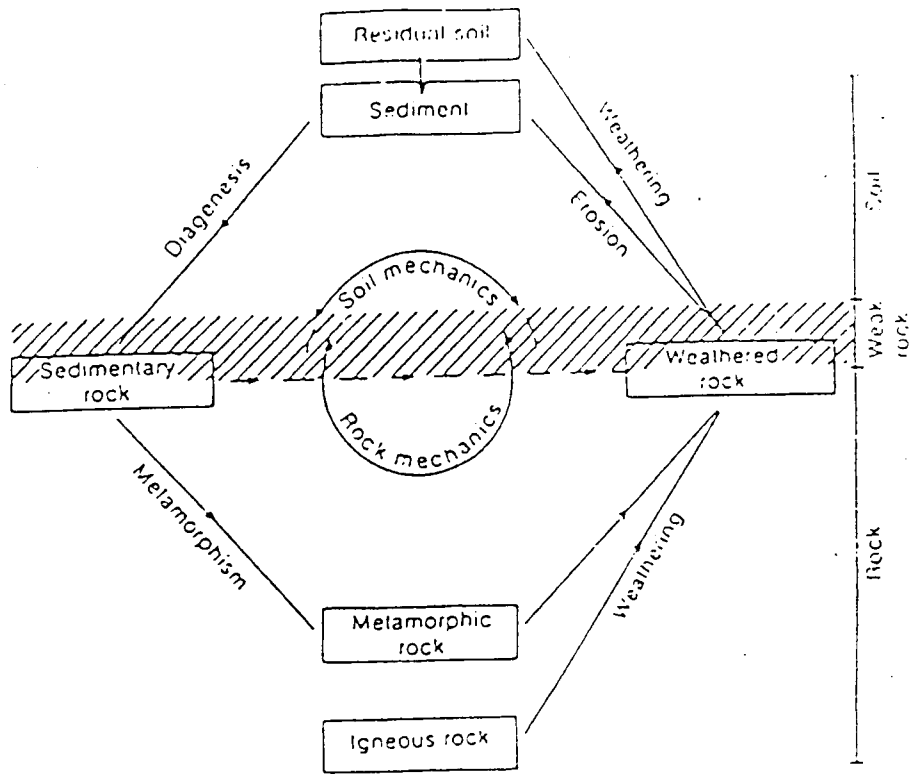 Residual soil
Sediment
Weathering
Erosion
Diagenesis
Soil
Soil mechanics
Weak
rock
Sedimentary
rock
Weathered
rock
Rock mechanics
Metamorphism
Weathering
Rock
Metamorphic
rock
Igneous rock